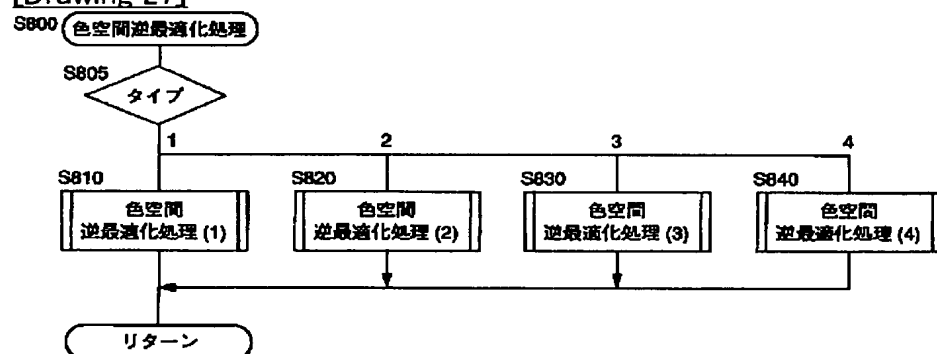 [Drawing 27]
S800 色空間逆最適化処理
S805
タイプ
1 2 3 4
S810 S820 S830 S840
色空間 色空間 色空間 色空間
逆最適化処理 (1) 逆最適化処理 (2) 逆最適化処理 (3) 逆最適化処理 (4)
リターン